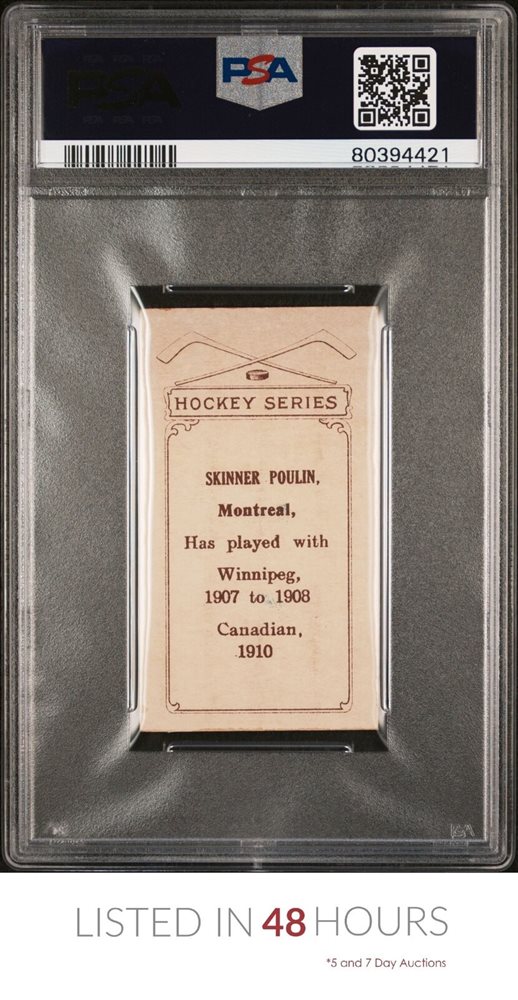 PSA
80394421
HOCKEY SERIES
SKINNER POULIN,
Montreal,
Has played with
Winnipeg,
1907 to 1908
Canadian,
1910
LISTED IN 48 HOURS
*5 and 7 Day Auctions